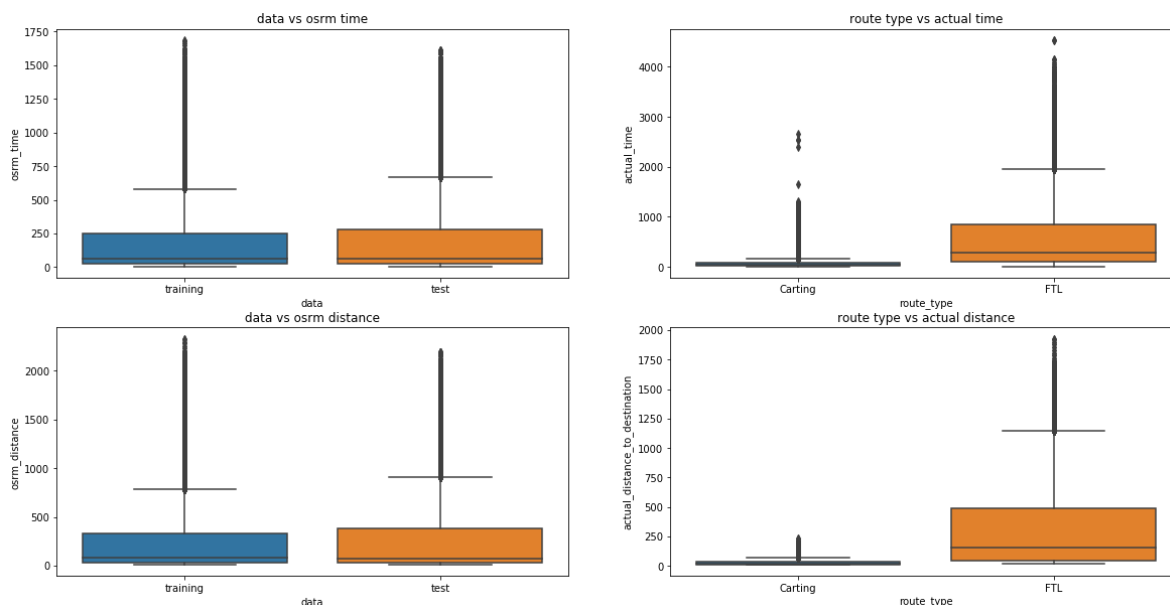 data vs osrm time
1750
1500
1250
1000
750
500
250
0
osrm_time
training
test
data
route type vs actual time
4000
3000
2000
1000
0
actual_time
Carting
FTL
route_type
data vs osrm distance
2000
1500
1000
500
0
osrm_distance
training
test
data
route type vs actual distance
2000
1750
1500
1250
1000
750
500
250
0
actual_distance_to_destination
Carting
FTL
route_type